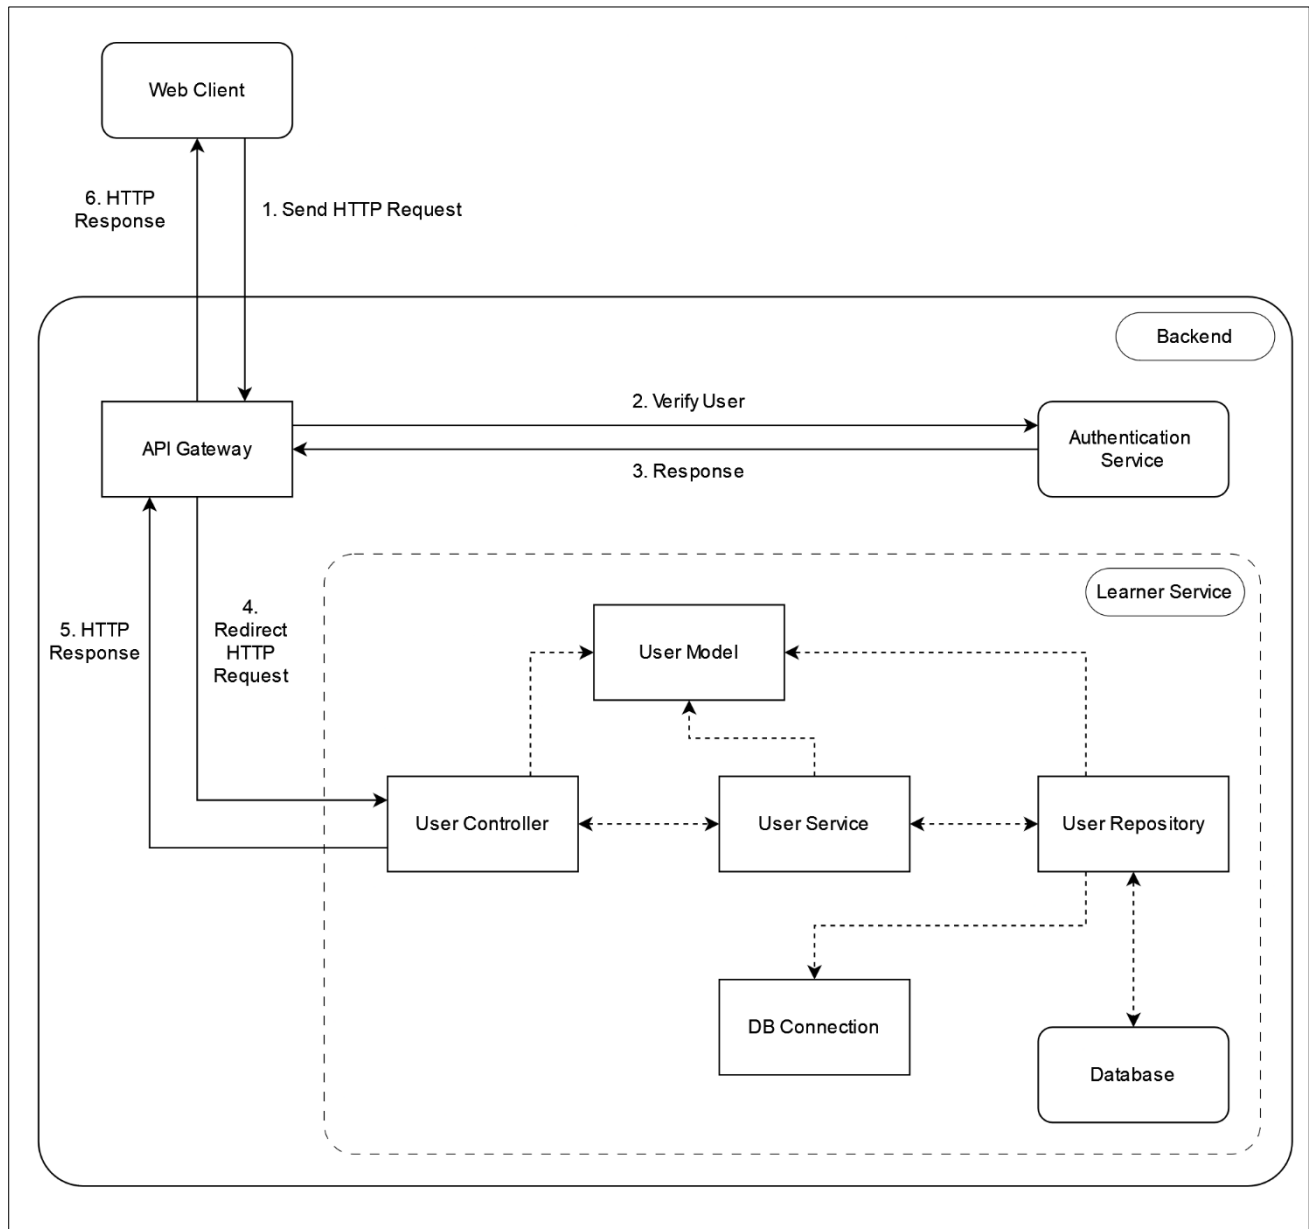 Web Client
6. HTTP
Response
1. Send HTTP Request
Backend
2. Verify User
API Gateway
Authentication
Service
3. Response
Learner Service
4.
Redirect
HTTP
Request
5. HTTP
Response
User Model
User Controller
User Service
User Repository
DB Connection
Database